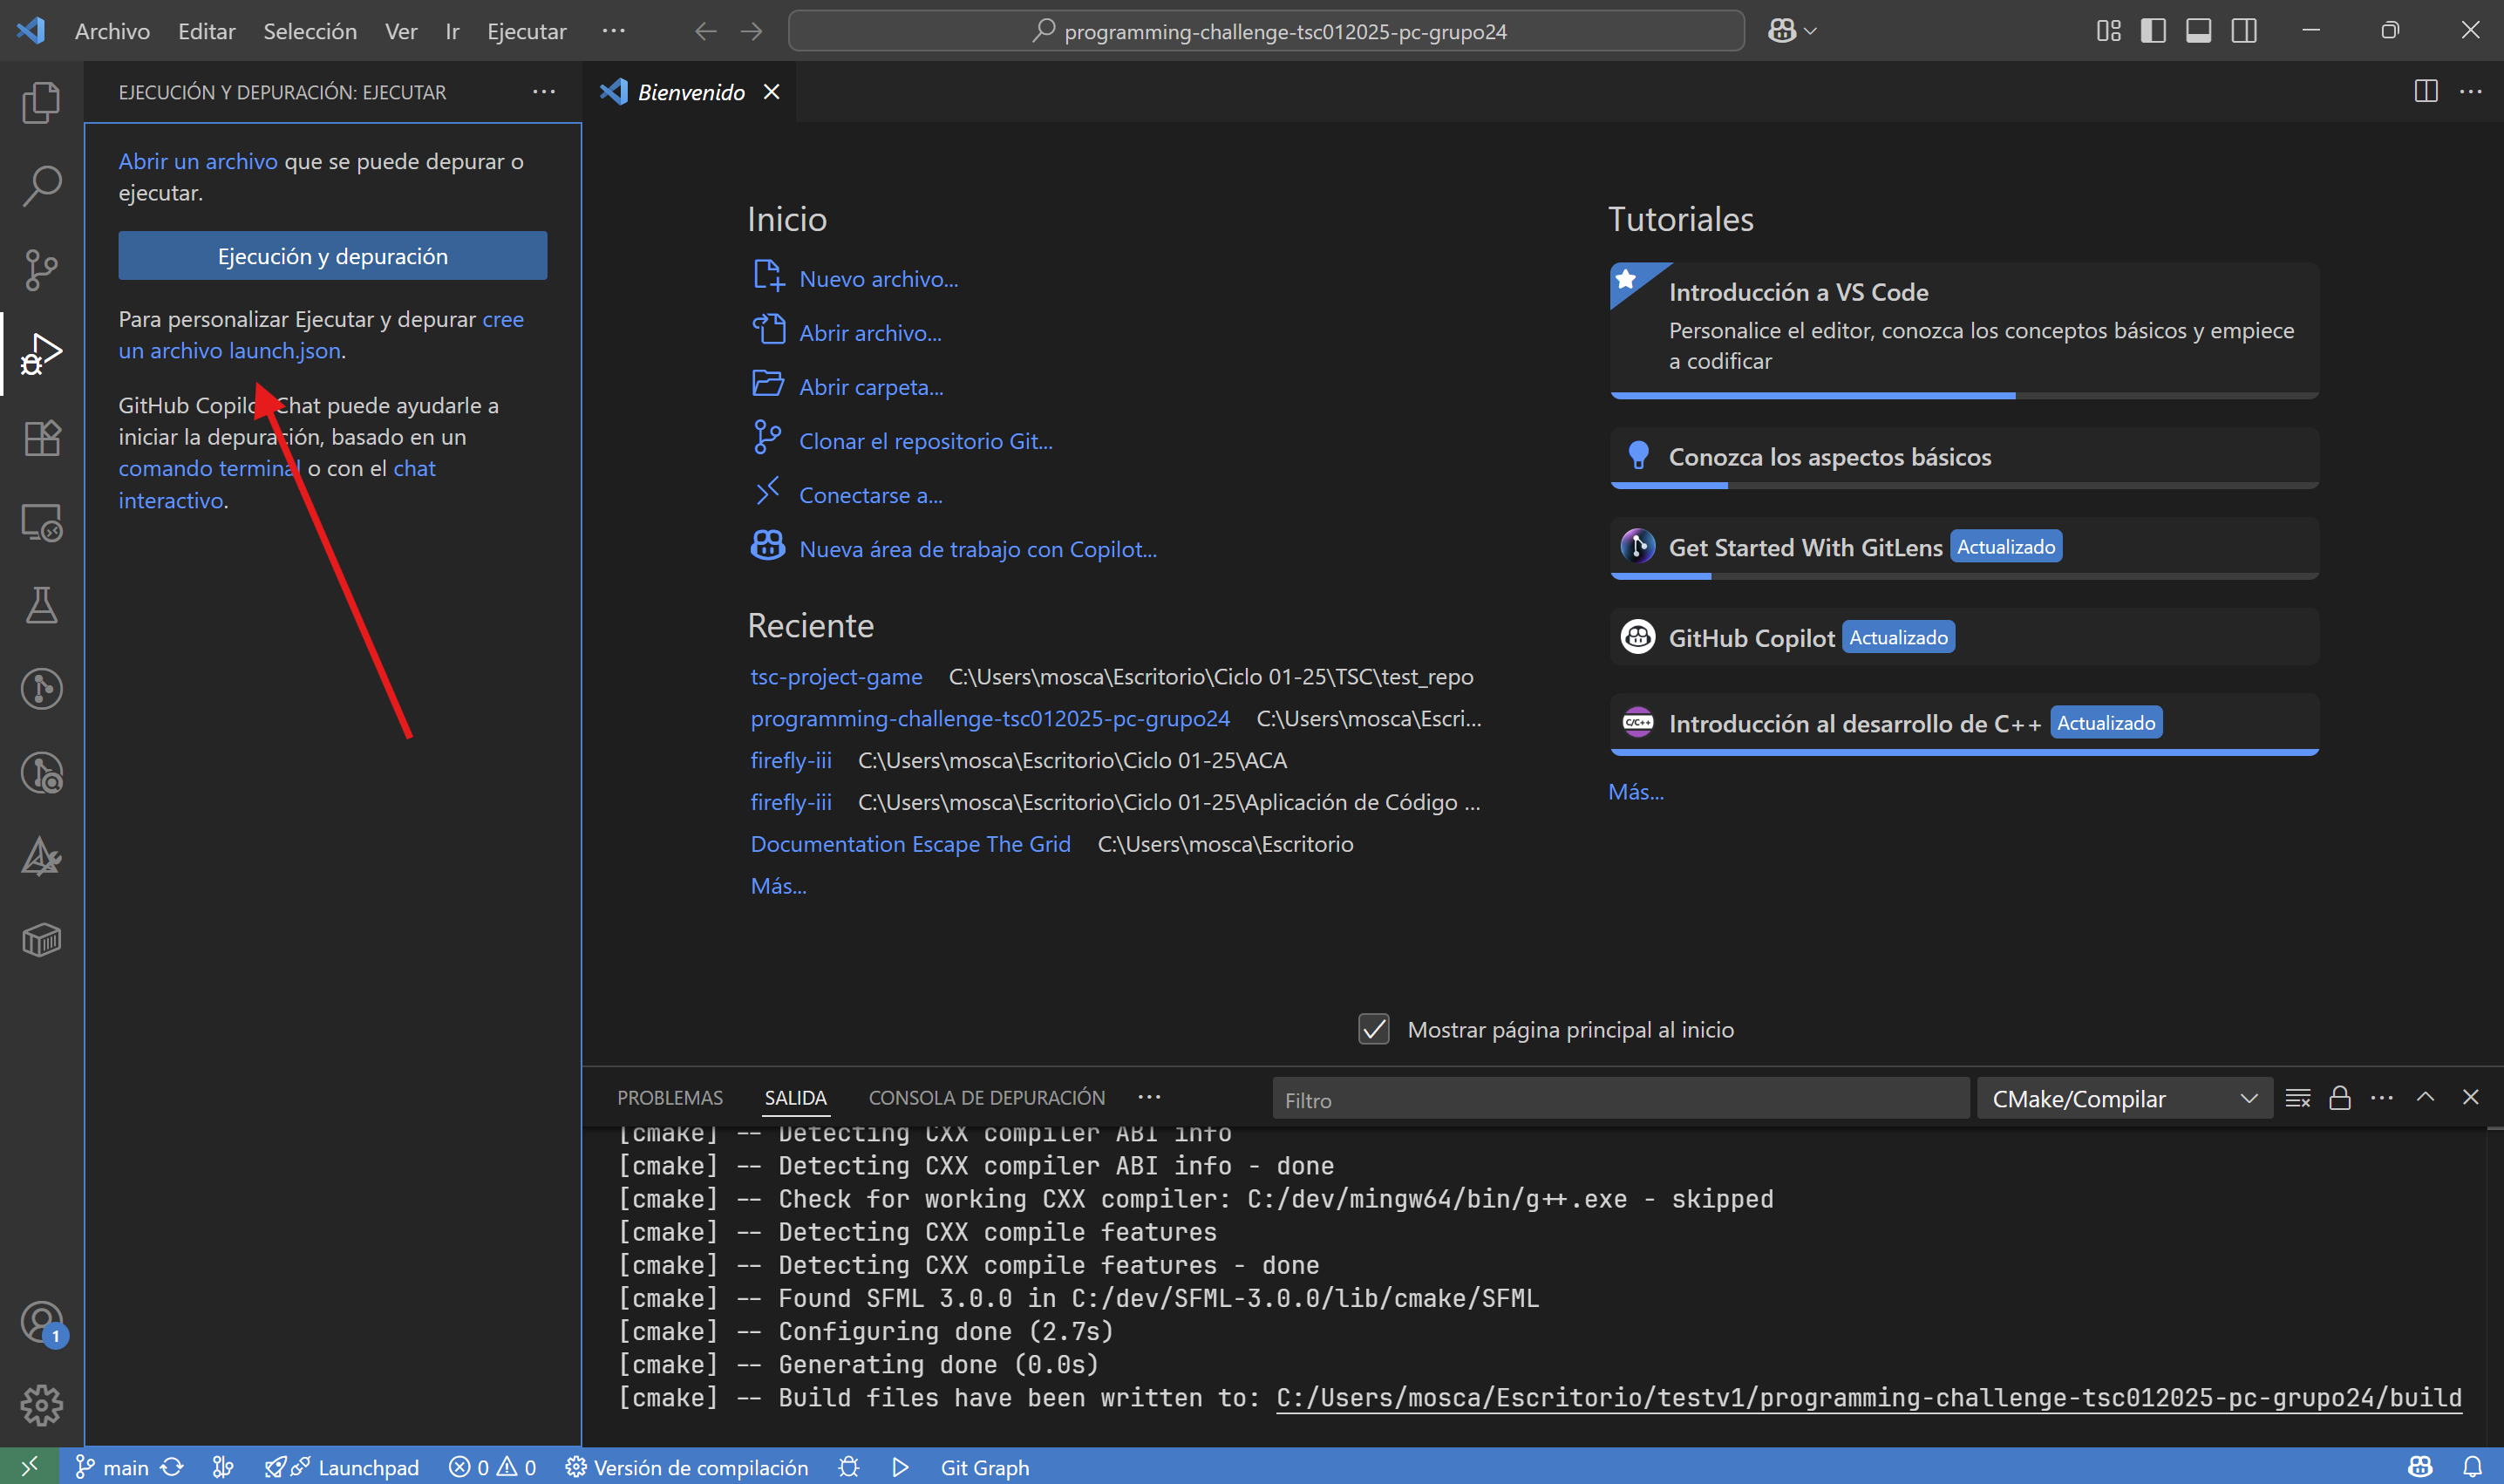 Archivo Editar Selección Ver Ir Ejecutar ···
programming-challenge-tsc012025-pc-grupo24
EJECUCIÓN Y DEPURACIÓN: EJECUTAR ···
Abrir un archivo que se puede depurar o
ejecutar.
Ejecución y depuración
Para personalizar Ejecutar y depurar cree
un archivo launch.json.
GitHub Copilot Chat puede ayudarle a
iniciar la depuración, basado en un
comando terminal o con el chat
interactivo.
1
Bienvenido
Inicio
Nuevo archivo...
Abrir archivo...
Abrir carpeta...
Clonar el repositorio Git...
Conectarse a...
Nueva área de trabajo con Copilot...
Reciente
tsc-project-game C:\Users\mosca\Escritorio\Ciclo 01-25\TSC\test_repo
programming-challenge-tsc012025-pc-grupo24 C:\Users\mosca\Escri...
firefly-iii C:\Users\mosca\Escritorio\Ciclo 01-25\ACA
firefly-iii C:\Users\mosca\Escritorio\Ciclo 01-25\Aplicación de Código ...
Documentation Escape The Grid C:\Users\mosca\Escritorio
Más...
Tutoriales
Introducción a VS Code
Personalice el editor, conozca los conceptos básicos y empiece
a codificar
Conozca los aspectos básicos
Get Started With GitLens Actualizado
GitHub Copilot Actualizado
C/C++ Introducción al desarrollo de C++ Actualizado
Más...
Mostrar página principal al inicio
PROBLEMAS SALIDA CONSOLA DE DEPURACIÓN ··· Filtro CMake/Compilar
[cmake] -- Detecting CXX compiler ABI info
[cmake] -- Detecting CXX compiler ABI info - done
[cmake] -- Check for working CXX compiler: C:/dev/mingw64/bin/g++.exe - skipped
[cmake] -- Detecting CXX compile features
[cmake] -- Detecting CXX compile features - done
[cmake] -- Found SFML 3.0.0 in C:/dev/SFML-3.0.0/lib/cmake/SFML
[cmake] -- Configuring done (2.7s)
[cmake] -- Generating done (0.0s)
[cmake] -- Build files have been written to: C:/Users/mosca/Escritorio/testv1/programming-challenge-tsc012025-pc-grupo24/build
main Launchpad 0 0 Versión de compilación Git Graph